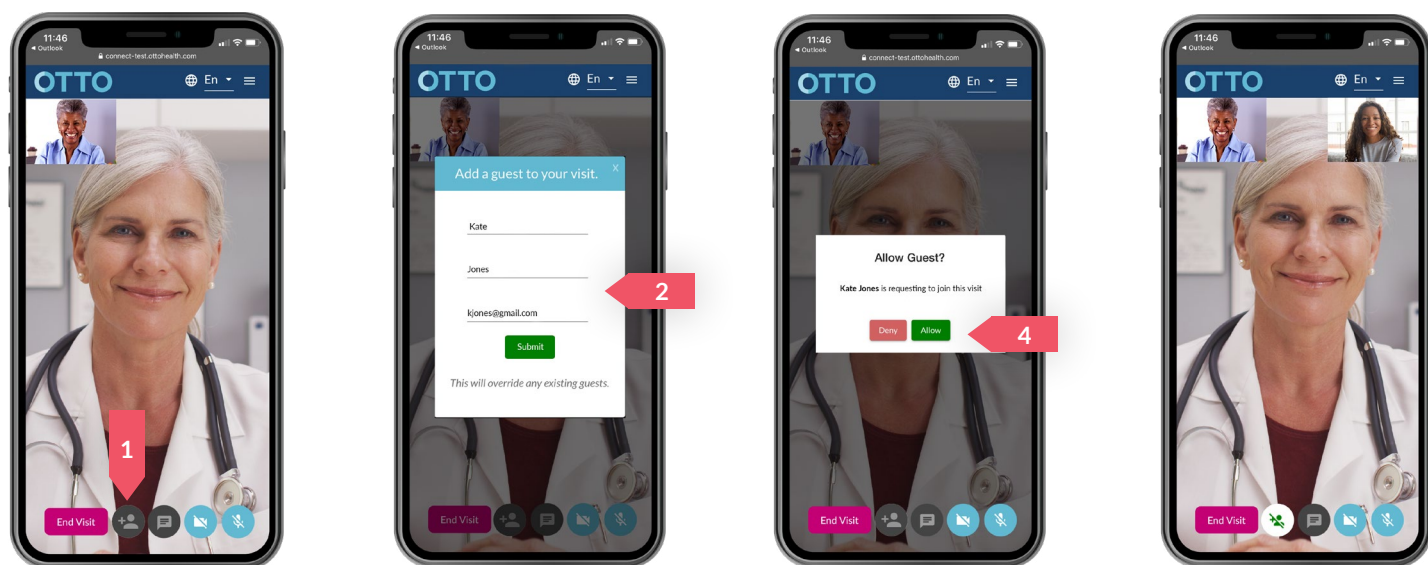 11:46
Outlook
connect-test.ottohealth.com
OTTO
En
1
End Visit
11:46
Outlook
OTTO
En
Add a guest to your visit.
X
Kate
Jones
kjones@gmail.com
Submit
This will override any existing guests.
2
End Visit
11:46
Outlook
connect-test.ottohealth.com
OTTO
En
Allow Guest?
Kate Jones is requesting to join this visit
Deny
Allow
4
End Visit
11:46
Outlook
OTTO
En
End Visit